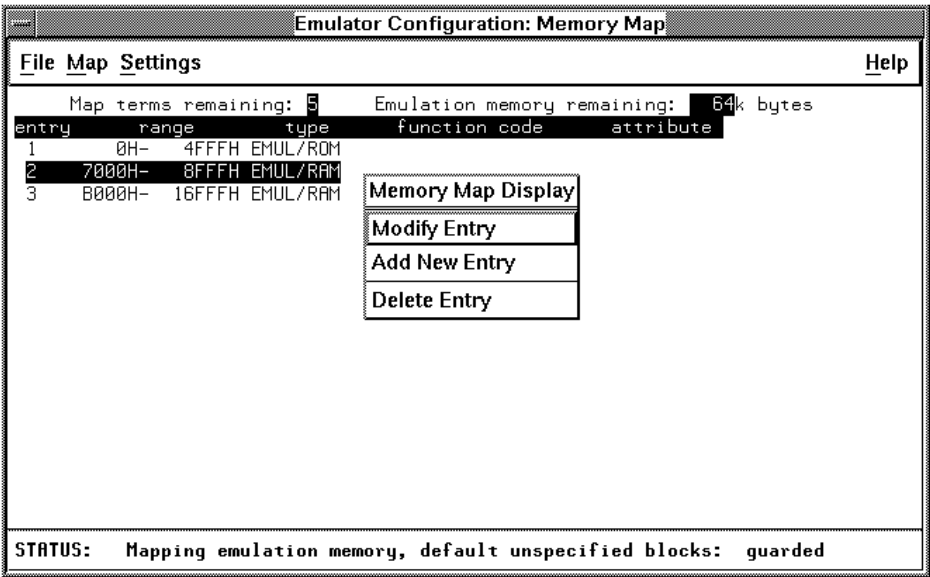 Emulator Configuration: Memory Map
File Map Settings Help
Map terms remaining: 5 Emulation memory remaining: 64k bytes
entry range type function code attribute
1 0H- 4FFFH EMUL/ROM
2 7000H- 8FFFH EMUL/RAM
3 B000H- 16FFFH EMUL/RAM
Memory Map Display
Modify Entry
Add New Entry
Delete Entry
STATUS: Mapping emulation memory, default unspecified blocks: guarded